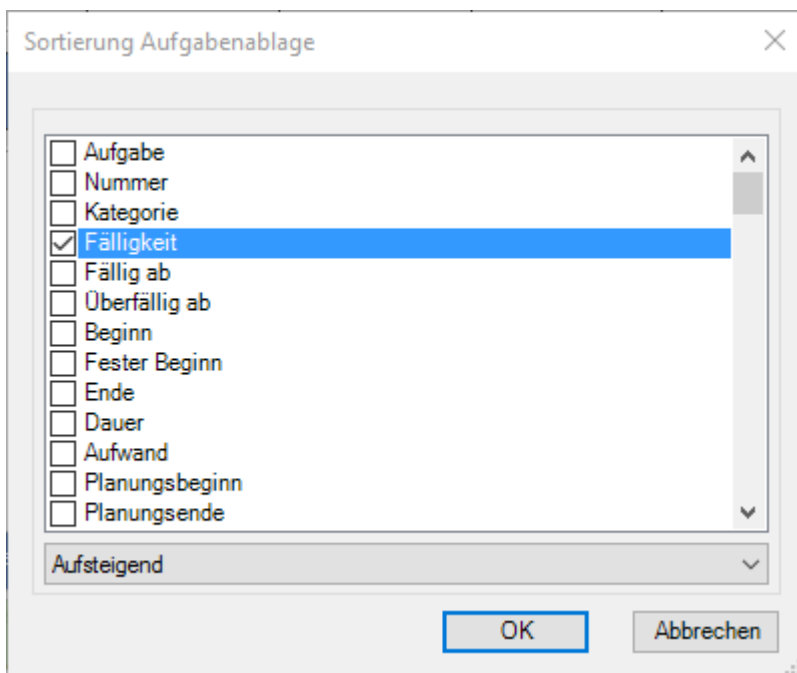 Sortierung Aufgabenablage
Aufgabe
Nummer
Kategorie
Fälligkeit
Fällig ab
Überfällig ab
Beginn
Fester Beginn
Ende
Dauer
Aufwand
Planungsbeginn
Planungsende
Aufsteigend
OK Abbrechen